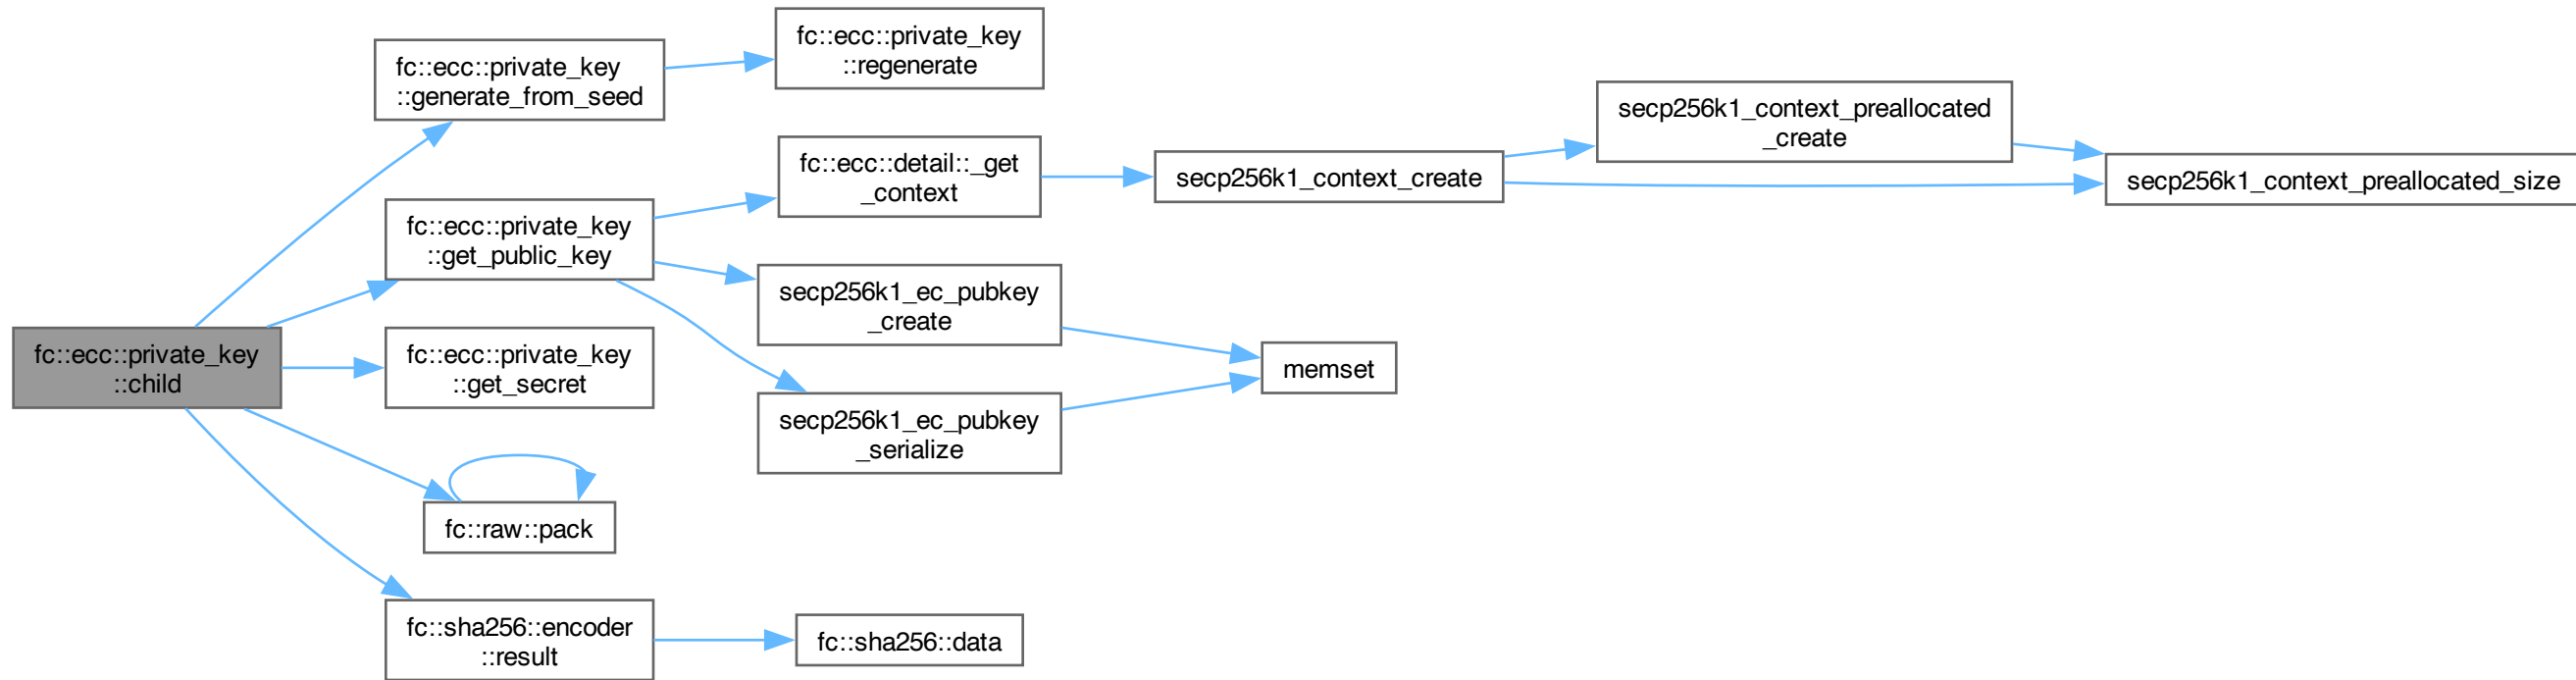 fc::ecc::private_key
::child
fc::ecc::private_key
::generate_from_seed
fc::ecc::private_key
::regenerate
fc::ecc::private_key
::get_public_key
fc::ecc::detail::_get
_context
secp256k1_context_create
secp256k1_context_preallocated
_create
secp256k1_context_preallocated_size
secp256k1_ec_pubkey
_create
memset
secp256k1_ec_pubkey
_serialize
fc::ecc::private_key
::get_secret
fc::raw::pack
fc::sha256::encoder
::result
fc::sha256::data